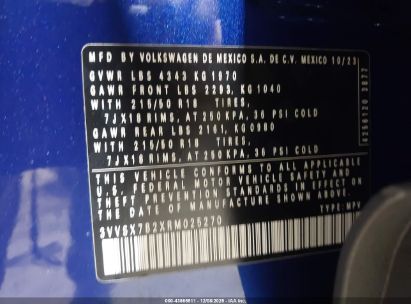 MFD BY VOLKSWAGEN DE MEXICO S.A. DE C.V. MEXICO 10/23
GVWR LBS 4343 KG 1970
GAWR FRONT LBS 2293, KG 1040
WITH 215/50 R18 TIRES,
7JX18 RIMS, AT 250 KPA, 36 PSI COLD
GAWR REAR LBS 2161, KG 0980
WITH 215/50 R18 TIRES,
7JX18 RIMS, AT 250 KPA, 36 PSI COLD
THIS VEHICLE CONFORMS TO ALL APPLICABLE
U.S. FEDERAL MOTOR VEHICLE SAFETY AND
THEFT PREVENTION STANDARDS IN EFFECT ON
THE DATE OF MANUFACTURE SHOWN ABOVE.
3VV5X7B2XRM025270
TYPE: MPV